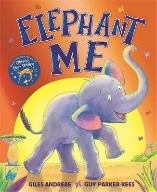 ELEPHANT
ME
GILES ANDREAE
GUY PARKER-REES